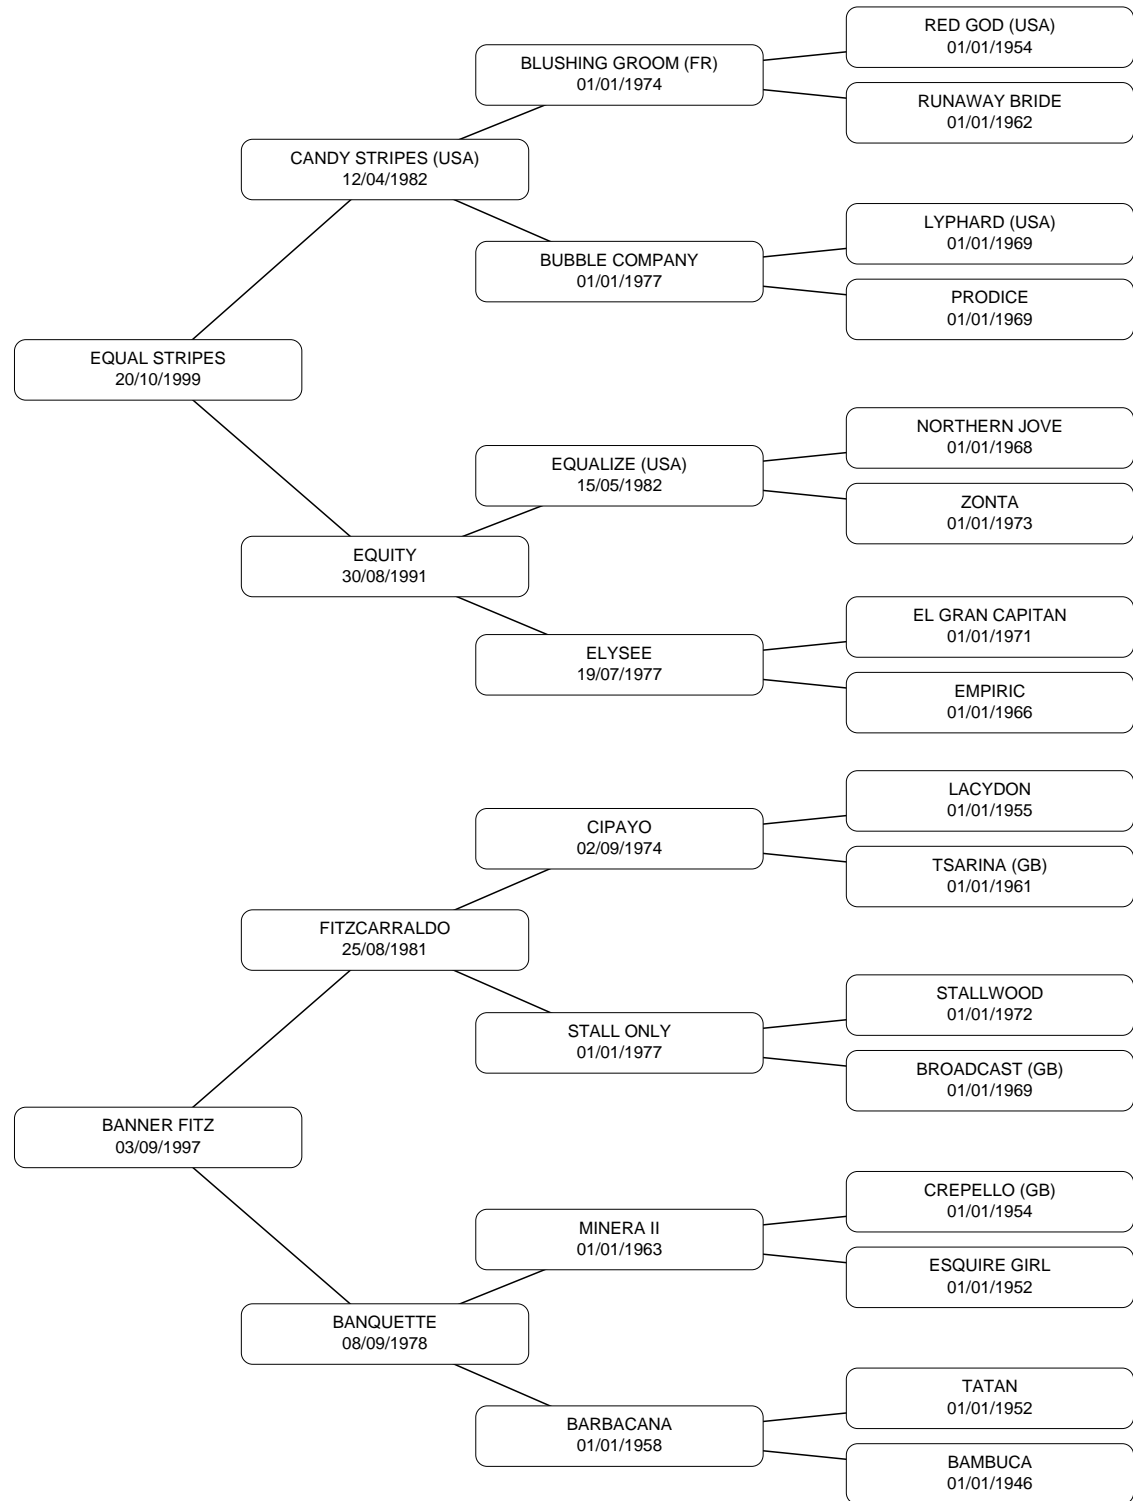 RED GOD (USA)
01/01/1954
BLUSHING GROOM (FR)
01/01/1974
RUNAWAY BRIDE
01/01/1962
CANDY STRIPES (USA)
12/04/1982
LYPHARD (USA)
01/01/1969
BUBBLE COMPANY
01/01/1977
PRODICE
01/01/1969
EQUAL STRIPES
20/10/1999
NORTHERN JOVE
01/01/1968
EQUALIZE (USA)
15/05/1982
ZONTA
01/01/1973
EQUITY
30/08/1991
EL GRAN CAPITAN
01/01/1971
ELYSEE
19/07/1977
EMPIRIC
01/01/1966
LACYDON
01/01/1955
CIPAYO
02/09/1974
TSARINA (GB)
01/01/1961
FITZCARRALDO
25/08/1981
STALLWOOD
01/01/1972
STALL ONLY
01/01/1977
BROADCAST (GB)
01/01/1969
BANNER FITZ
03/09/1997
CREPELLO (GB)
01/01/1954
MINERA II
01/01/1963
ESQUIRE GIRL
01/01/1952
BANQUETTE
08/09/1978
TATAN
01/01/1952
BARBACANA
01/01/1958
BAMBUCA
01/01/1946